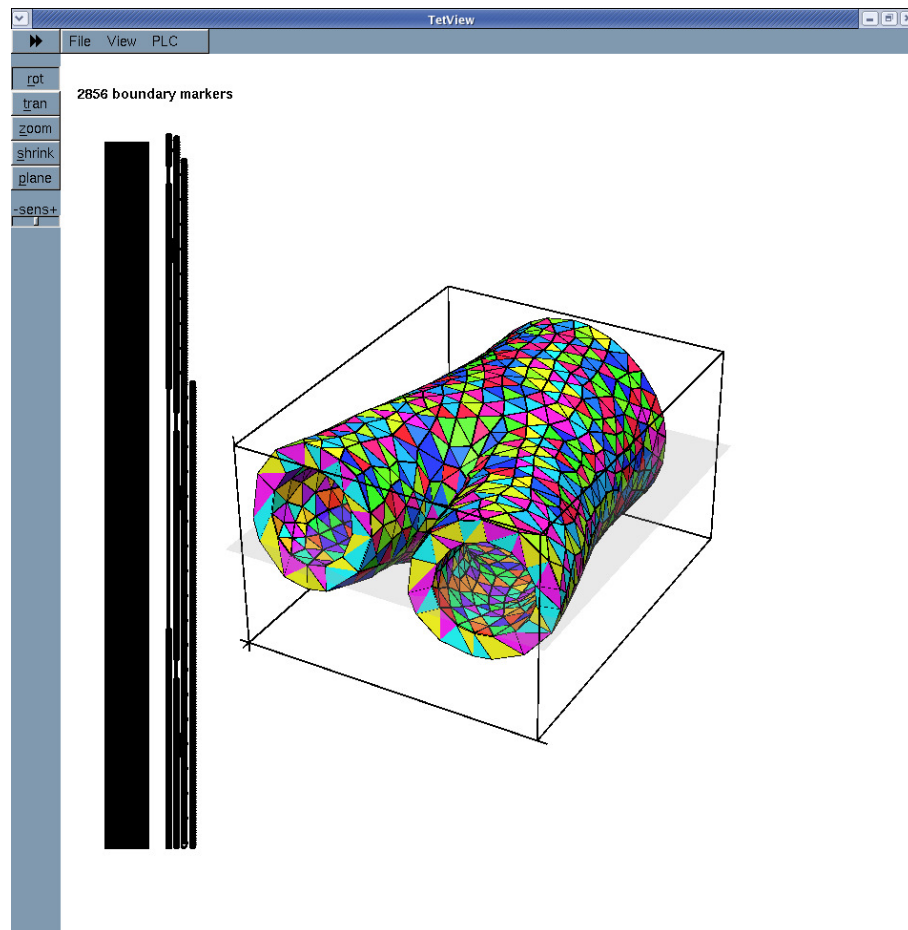 TetView
File View PLC
rot
tran
zoom
shrink
plane
-sens+
2856 boundary markers